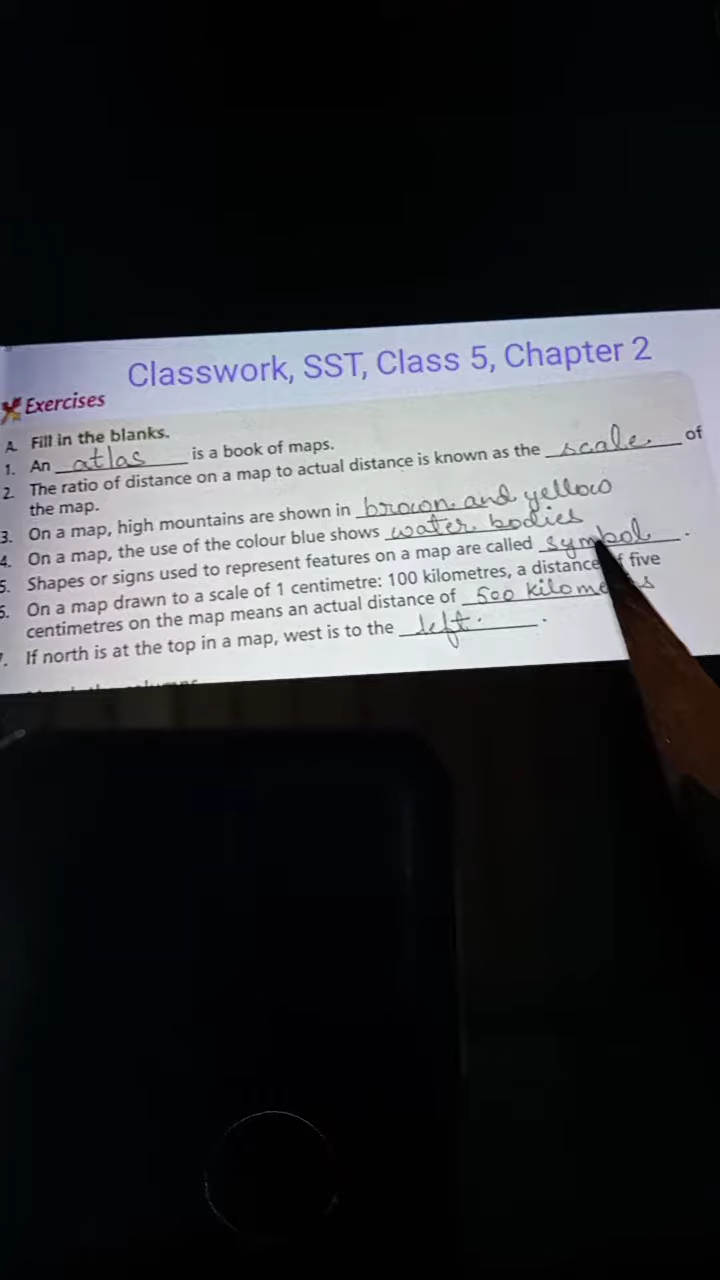 Classwork, SST, Class 5, Chapter 2
Exercises
A. Fill in the blanks.
1. An atlas is a book of maps.
2. The ratio of distance on a map to actual distance is known as the scale of
the map.
3. On a map, high mountains are shown in brown and yellow
4. On a map, the use of the colour blue shows water bodies
5. Shapes or signs used to represent features on a map are called symbol.
6. On a map drawn to a scale of 1 centimetre: 100 kilometres, a distance five
centimetres on the map means an actual distance of 500
7. If north is at the top in a map, west is to the left.